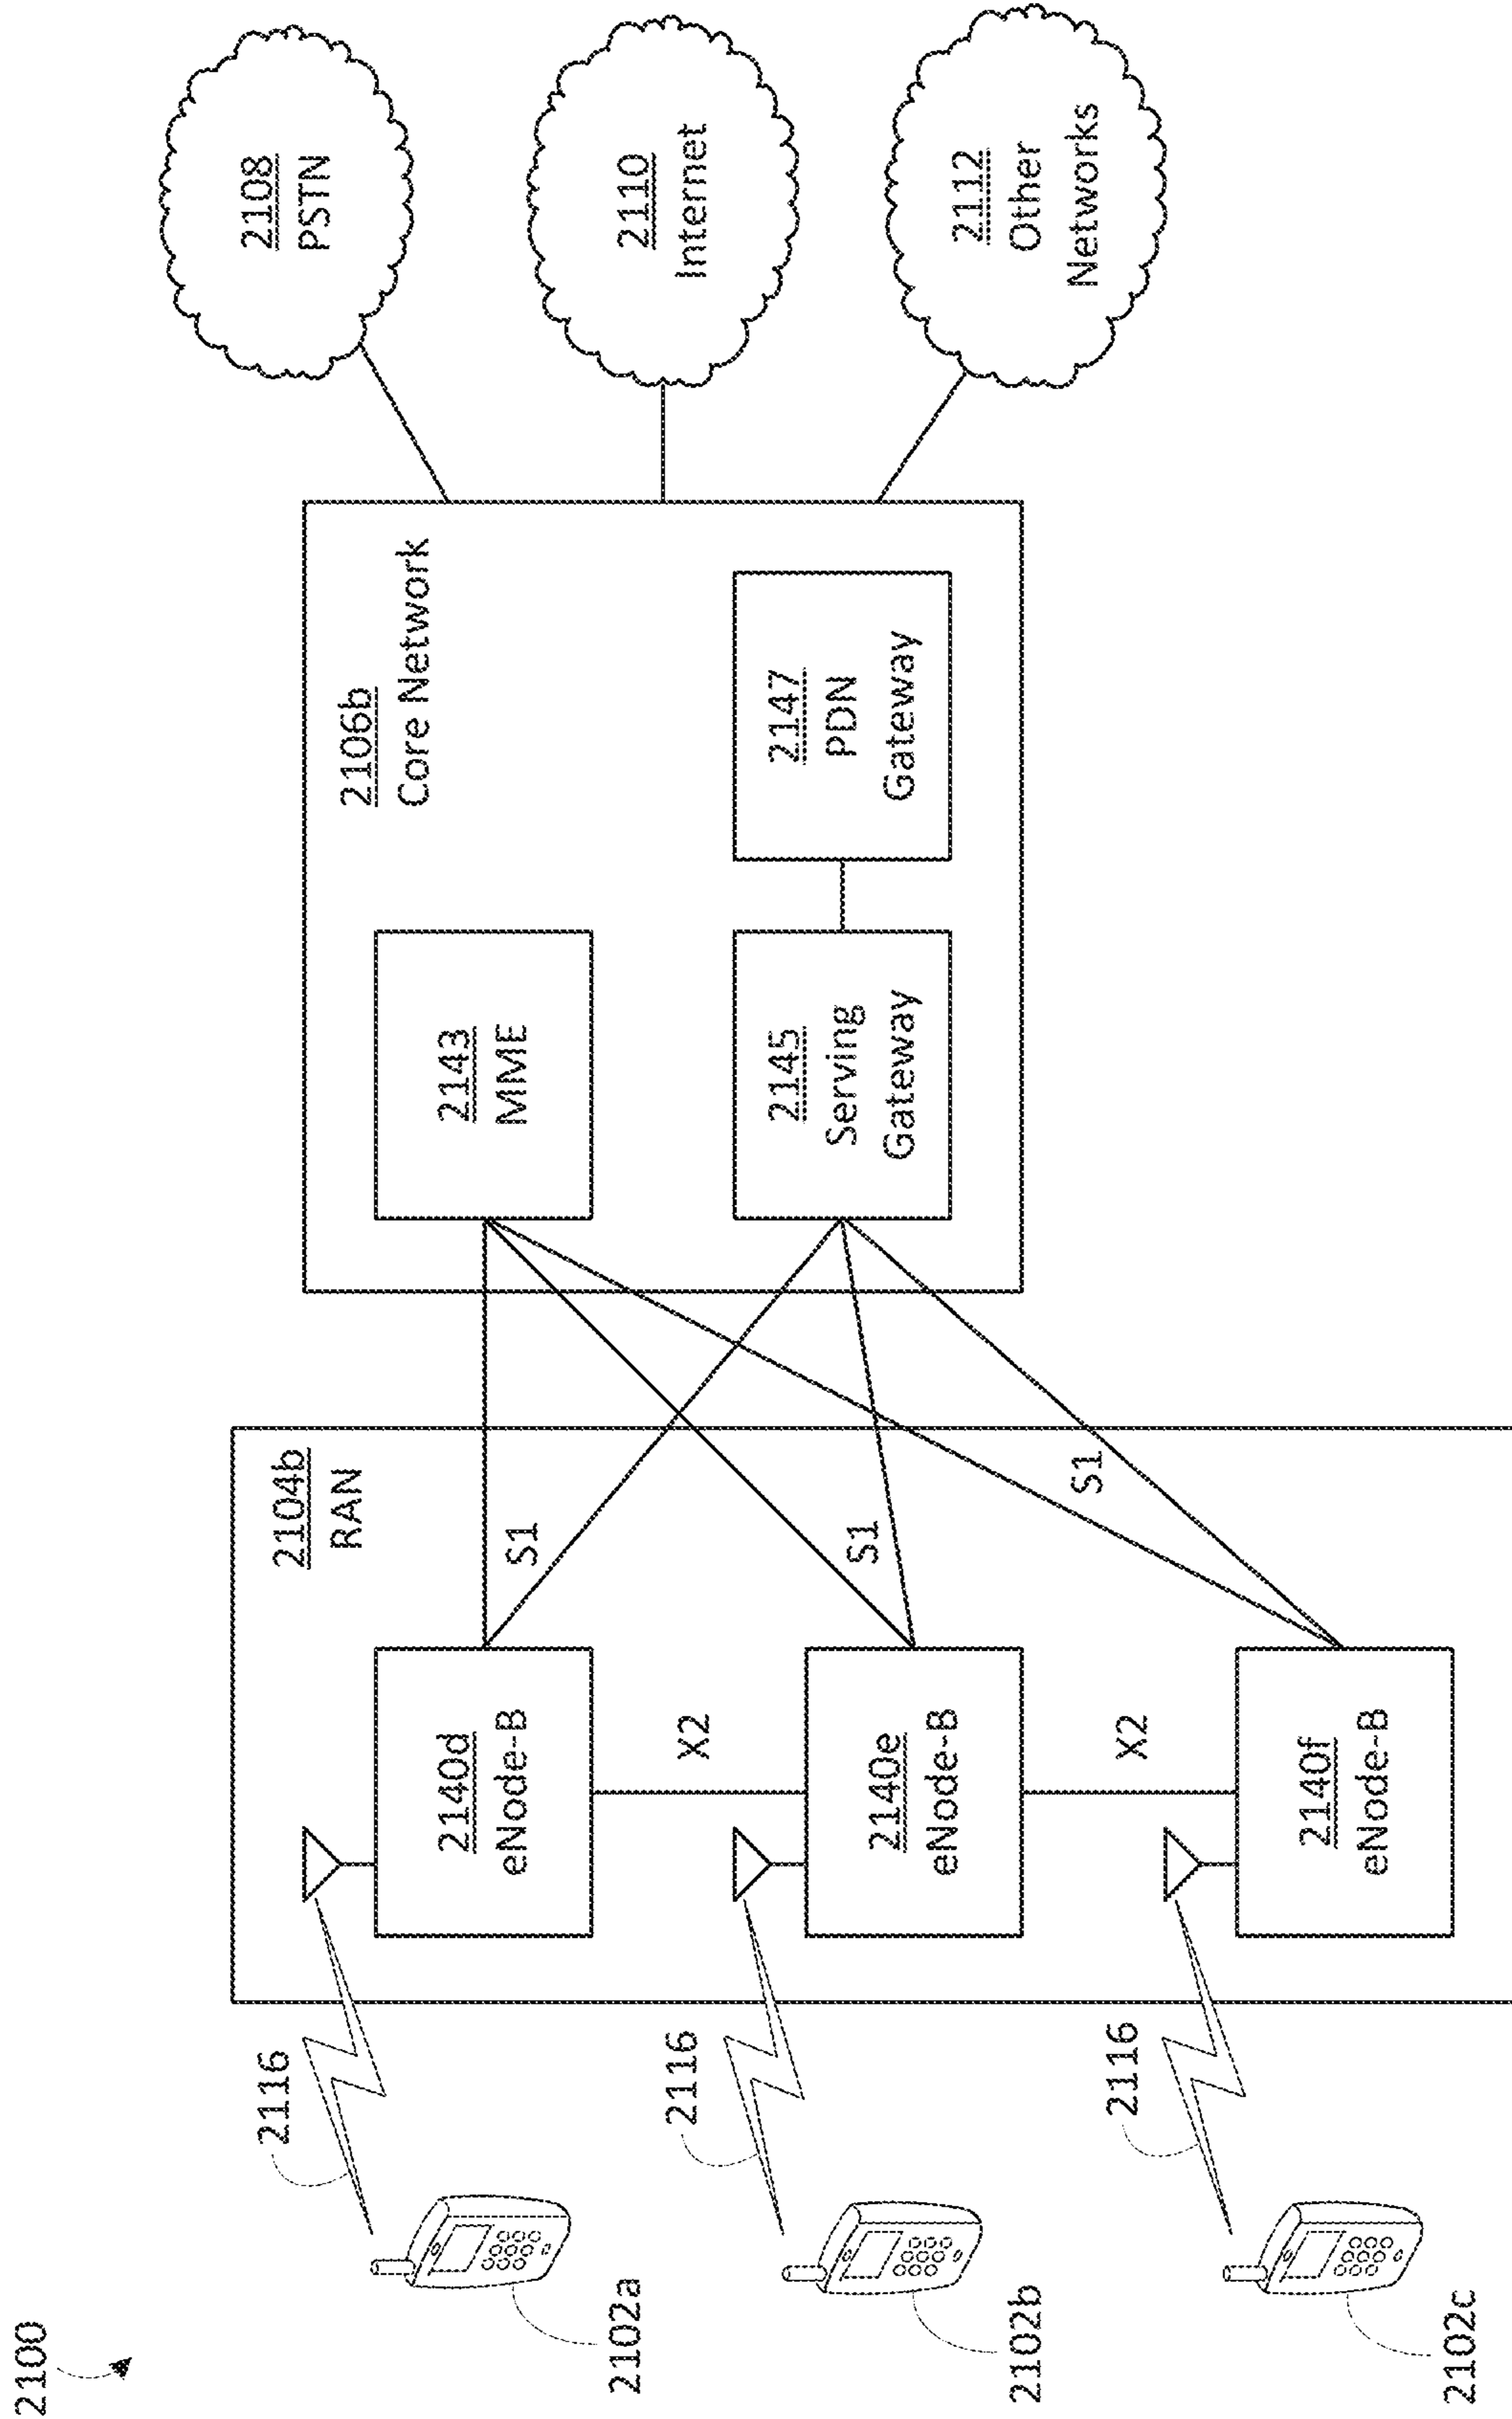 2100
2102a
2102b
2102c
2116
2116
2116
2104b
RAN
2140d
eNode-B
X2
2140e
eNode-B
X2
2140f
eNode-B
S1
S1
S1
2106b
Core Network
2143
MME
2145
Serving
Gateway
2147
PDN
Gateway
2108
PSTN
2110
Internet
2112
Other
Networks